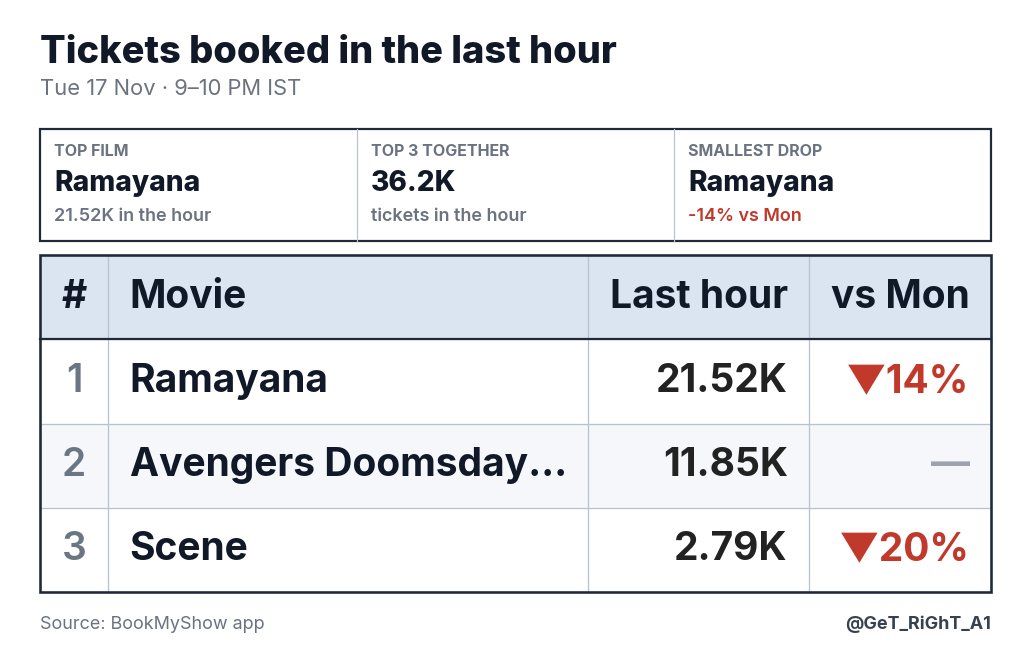 Tickets booked in the last hour
Tue 17 Nov · 9–10 PM IST
TOP FILM
Ramayana
21.52K in the hour
TOP 3 TOGETHER
36.2K
tickets in the hour
SMALLEST DROP
Ramayana
-14% vs Mon
# Movie Last hour vs Mon
1 Ramayana 21.52K ▼14%
2 Avengers Doomsday... 11.85K —
3 Scene 2.79K ▼20%
Source: BookMyShow app @GeT_RiGhT_A1